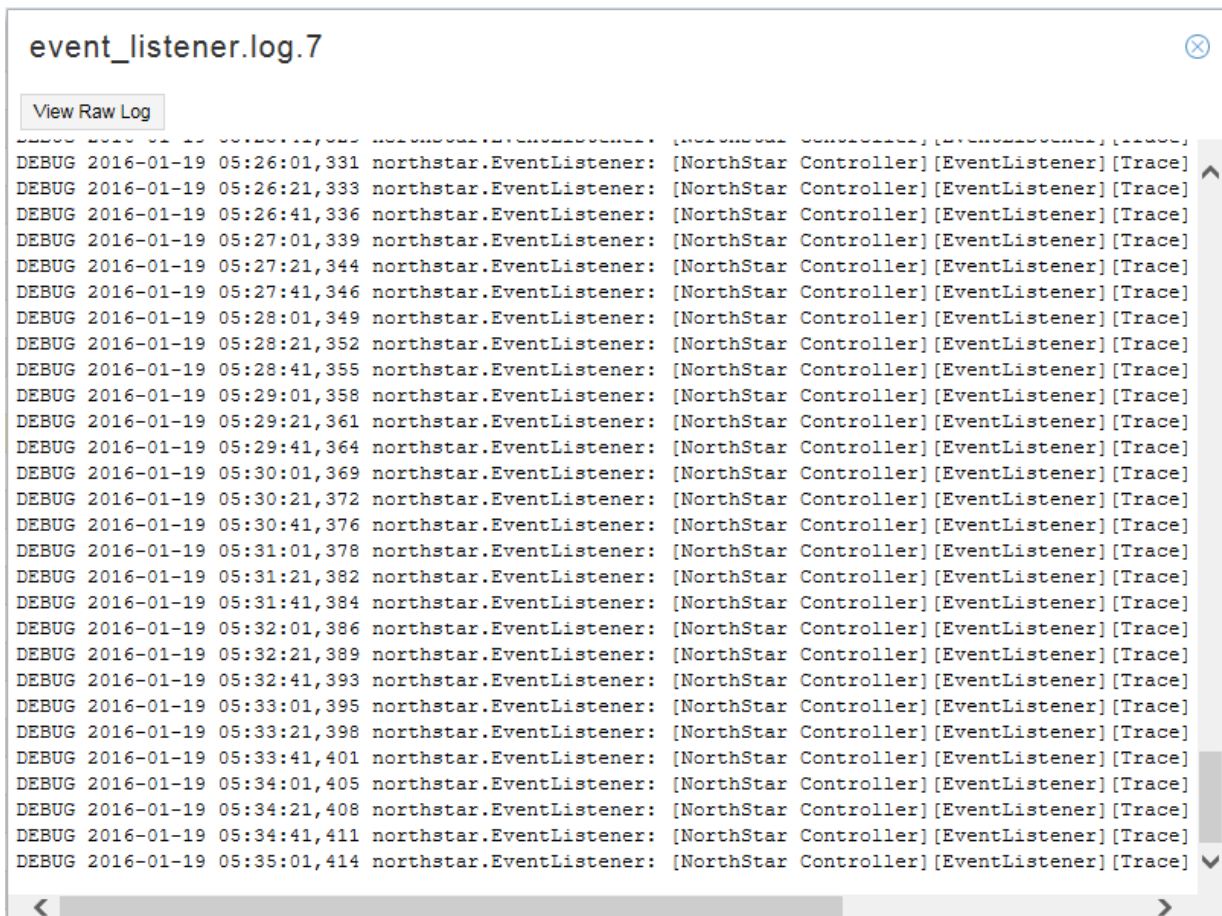 event_listener.log.7
View Raw Log
DEBUG 2016-01-19 05:26:01,331 northstar.EventListener: [NorthStar Controller][EventListener][Trace]
DEBUG 2016-01-19 05:26:21,333 northstar.EventListener: [NorthStar Controller][EventListener][Trace]
DEBUG 2016-01-19 05:26:41,336 northstar.EventListener: [NorthStar Controller][EventListener][Trace]
DEBUG 2016-01-19 05:27:01,339 northstar.EventListener: [NorthStar Controller][EventListener][Trace]
DEBUG 2016-01-19 05:27:21,344 northstar.EventListener: [NorthStar Controller][EventListener][Trace]
DEBUG 2016-01-19 05:27:41,346 northstar.EventListener: [NorthStar Controller][EventListener][Trace]
DEBUG 2016-01-19 05:28:01,349 northstar.EventListener: [NorthStar Controller][EventListener][Trace]
DEBUG 2016-01-19 05:28:21,352 northstar.EventListener: [NorthStar Controller][EventListener][Trace]
DEBUG 2016-01-19 05:28:41,355 northstar.EventListener: [NorthStar Controller][EventListener][Trace]
DEBUG 2016-01-19 05:29:01,358 northstar.EventListener: [NorthStar Controller][EventListener][Trace]
DEBUG 2016-01-19 05:29:21,361 northstar.EventListener: [NorthStar Controller][EventListener][Trace]
DEBUG 2016-01-19 05:29:41,364 northstar.EventListener: [NorthStar Controller][EventListener][Trace]
DEBUG 2016-01-19 05:30:01,369 northstar.EventListener: [NorthStar Controller][EventListener][Trace]
DEBUG 2016-01-19 05:30:21,372 northstar.EventListener: [NorthStar Controller][EventListener][Trace]
DEBUG 2016-01-19 05:30:41,376 northstar.EventListener: [NorthStar Controller][EventListener][Trace]
DEBUG 2016-01-19 05:31:01,378 northstar.EventListener: [NorthStar Controller][EventListener][Trace]
DEBUG 2016-01-19 05:31:21,382 northstar.EventListener: [NorthStar Controller][EventListener][Trace]
DEBUG 2016-01-19 05:31:41,384 northstar.EventListener: [NorthStar Controller][EventListener][Trace]
DEBUG 2016-01-19 05:32:01,386 northstar.EventListener: [NorthStar Controller][EventListener][Trace]
DEBUG 2016-01-19 05:32:21,389 northstar.EventListener: [NorthStar Controller][EventListener][Trace]
DEBUG 2016-01-19 05:32:41,393 northstar.EventListener: [NorthStar Controller][EventListener][Trace]
DEBUG 2016-01-19 05:33:01,395 northstar.EventListener: [NorthStar Controller][EventListener][Trace]
DEBUG 2016-01-19 05:33:21,398 northstar.EventListener: [NorthStar Controller][EventListener][Trace]
DEBUG 2016-01-19 05:33:41,401 northstar.EventListener: [NorthStar Controller][EventListener][Trace]
DEBUG 2016-01-19 05:34:01,405 northstar.EventListener: [NorthStar Controller][EventListener][Trace]
DEBUG 2016-01-19 05:34:21,408 northstar.EventListener: [NorthStar Controller][EventListener][Trace]
DEBUG 2016-01-19 05:34:41,411 northstar.EventListener: [NorthStar Controller][EventListener][Trace]
DEBUG 2016-01-19 05:35:01,414 northstar.EventListener: [NorthStar Controller][EventListener][Trace]